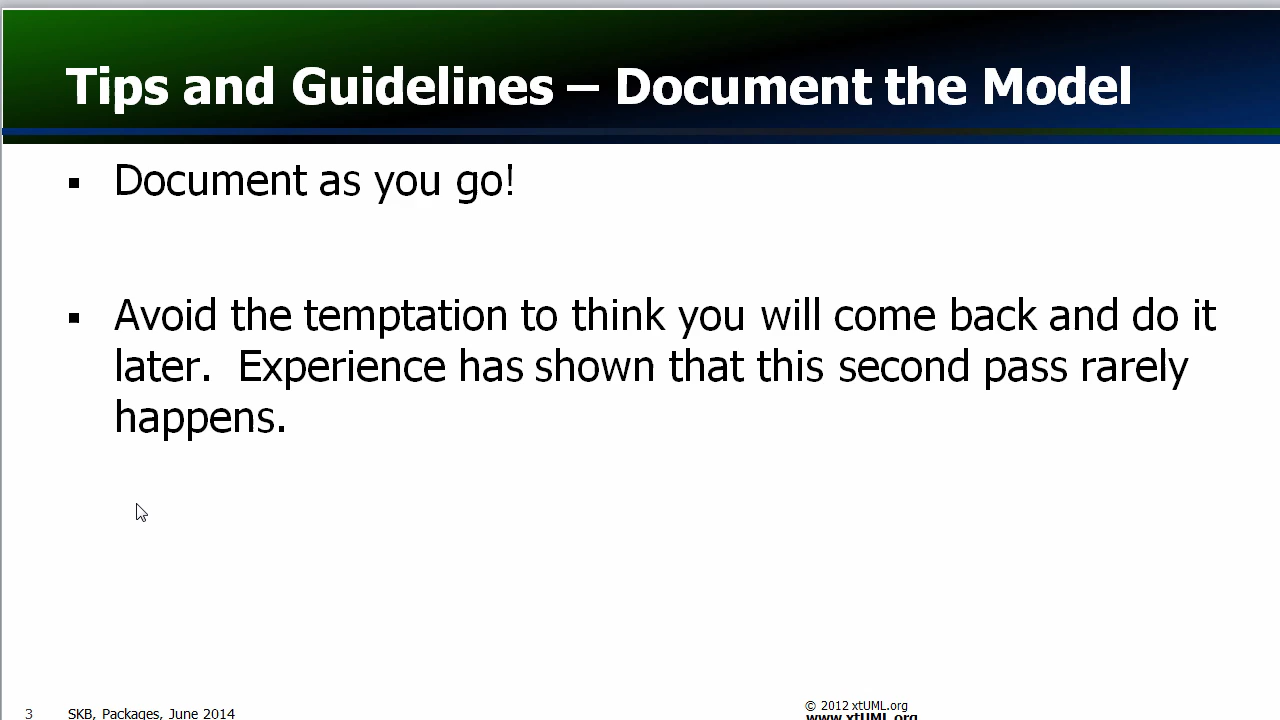 Tips and Guidelines – Document the Model
▪ Document as you go!
▪ Avoid the temptation to think you will come back and do it
later.  Experience has shown that this second pass rarely
happens.
3 SKB, Packages, June 2014
© 2012 xtUML.org
www.xtUML.org